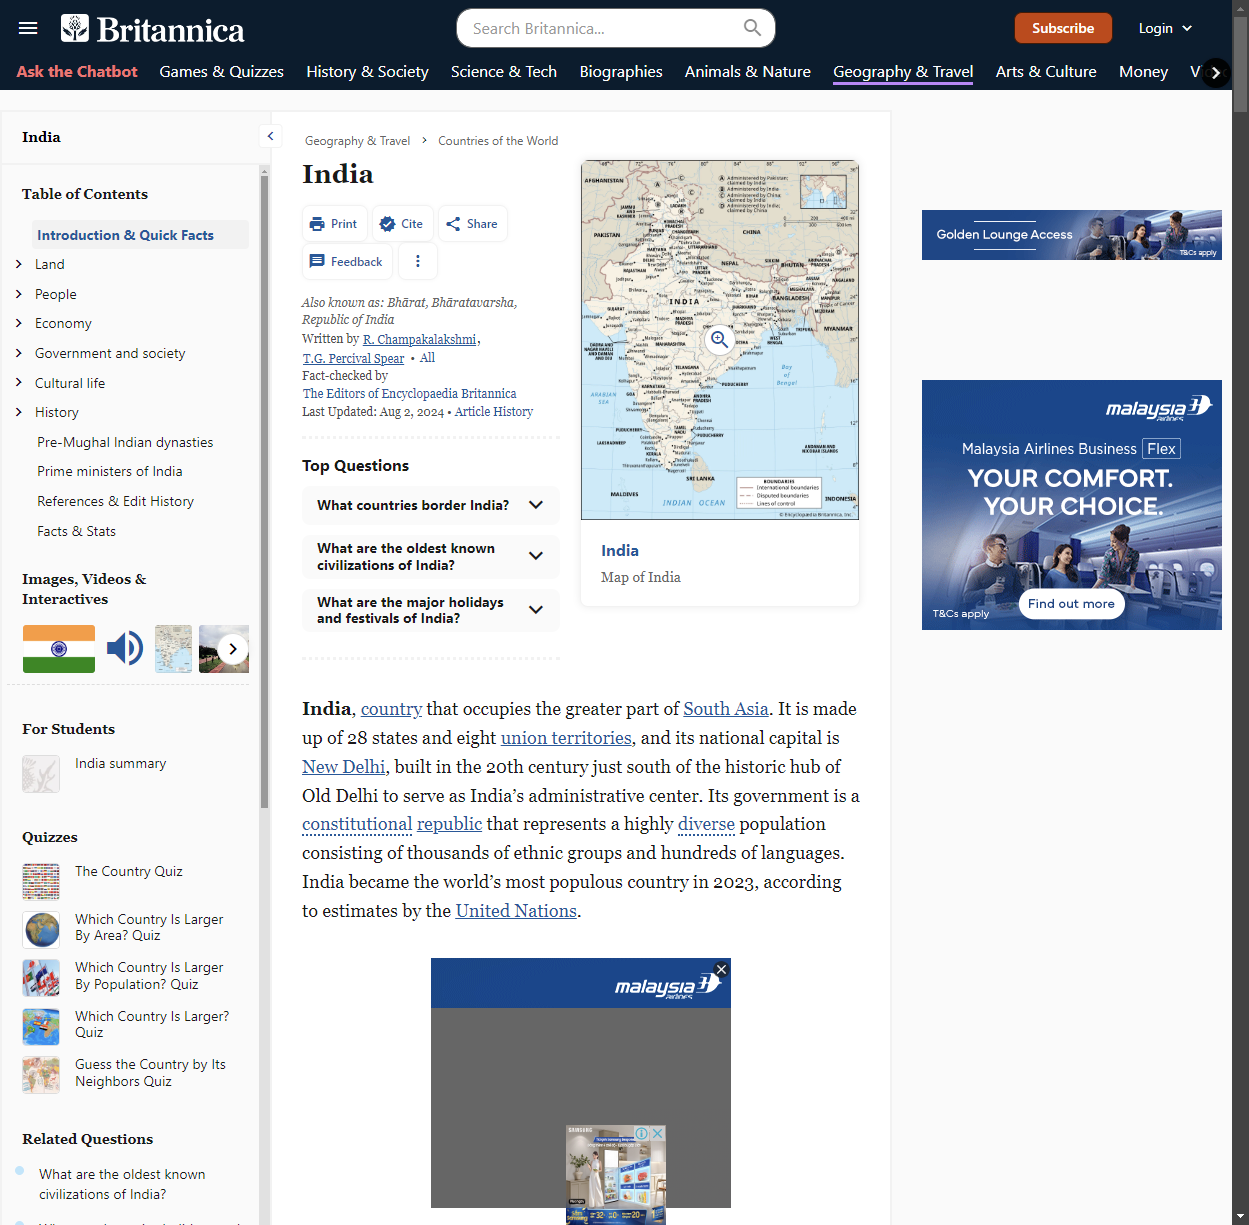 Britannica
Search Britannica...
Subscribe
Login
Ask the Chatbot
Games & Quizzes
History & Society
Science & Tech
Biographies
Animals & Nature
Geography & Travel
Arts & Culture
Money
India
Table of Contents
Introduction & Quick Facts
Land
People
Economy
Government and society
Cultural life
History
Pre-Mughal Indian dynasties
Prime ministers of India
References & Edit History
Facts & Stats
Images, Videos &
Interactives
For Students
India summary
Quizzes
The Country Quiz
Which Country Is Larger
By Area? Quiz
Which Country Is Larger
By Population? Quiz
Which Country Is Larger?
Quiz
Guess the Country by Its
Neighbors Quiz
Related Questions
What are the oldest known
civilizations of India?
Geography & Travel > Countries of the World
India
Print
Cite
Share
Feedback
Also known as: Bhārat, Bhāratavarsha,
Republic of India
Written by R. Champakalakshmi,
T.G. Percival Spear • All
Fact-checked by
The Editors of Encyclopaedia Britannica
Last Updated: Aug 2, 2024 • Article History
Top Questions
What countries border India?
What are the oldest known
civilizations of India?
What are the major holidays
and festivals of India?
AFGHANISTAN
PAKISTAN
CHINA
NEPAL
BHUTAN
BANGLADESH
MYANMAR
INDIA
Bay
of
Bengal
ARABIAN
SEA
SRI LANKA
MALDIVES
INDIAN OCEAN
INDONESIA
BOUNDARIES
International boundaries
Disputed boundaries
Lines of control
© Encyclopædia Britannica, Inc.
India
Map of India
India, country that occupies the greater part of South Asia. It is made
up of 28 states and eight union territories, and its national capital is
New Delhi, built in the 20th century just south of the historic hub of
Old Delhi to serve as India’s administrative center. Its government is a
constitutional republic that represents a highly diverse population
consisting of thousands of ethnic groups and hundreds of languages.
India became the world’s most populous country in 2023, according
to estimates by the United Nations.
malaysia
airlines
SAMSUNG
Golden Lounge Access
T&Cs apply
malaysia
airlines
Malaysia Airlines Business Flex
YOUR COMFORT.
YOUR CHOICE.
T&Cs apply
Find out more